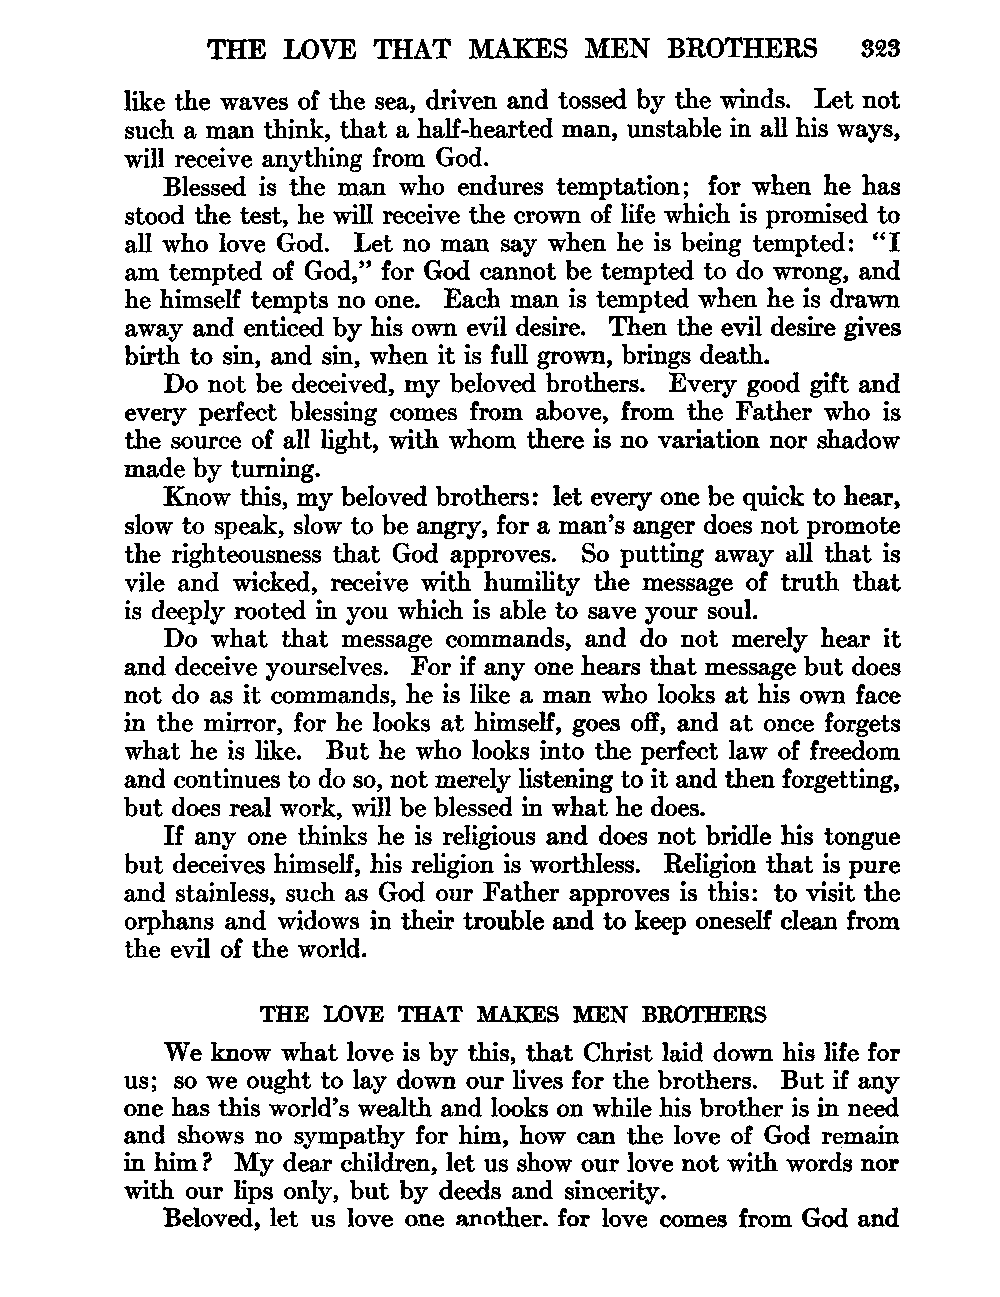 THE LOVE THAT MAKES MEN BROTHERS 323
like the waves of the sea, driven and tossed by the winds. Let not
such a man think, that a half-hearted man, unstable in all his ways,
will receive anything from God.
Blessed is the man who endures temptation; for when he has
stood the test, he will receive the crown of life which is promised to
all who love God. Let no man say when he is being tempted: “I
am tempted of God,” for God cannot be tempted to do wrong, and
he himself tempts no one. Each man is tempted when he is drawn
away and enticed by his own evil desire. Then the evil desire gives
birth to sin, and sin, when it is full grown, brings death.
Do not be deceived, my beloved brothers. Every good gift and
every perfect blessing comes from above, from the Father who is
the source of all light, with whom there is no variation nor shadow
made by turning.
Know this, my beloved brothers: let every one be quick to hear,
slow to speak, slow to be angry, for a man’s anger does not promote
the righteousness that God approves. So putting away all that is
vile and wicked, receive with humility the message of truth that
is deeply rooted in you which is able to save your soul.
Do what that message commands, and do not merely hear it
and deceive yourselves. For if any one hears that message but does
not do as it commands, he is like a man who looks at his own face
in the mirror, for he looks at himself, goes off, and at once forgets
what he is like. But he who looks into the perfect law of freedom
and continues to do so, not merely listening to it and then forgetting,
but does real work, will be blessed in what he does.
If any one thinks he is religious and does not bridle his tongue
but deceives himself, his religion is worthless. Religion that is pure
and stainless, such as God our Father approves is this: to visit the
orphans and widows in their trouble and to keep oneself clean from
the evil of the world.
THE LOVE THAT MAKES MEN BROTHERS
We know what love is by this, that Christ laid down his life for
us; so we ought to lay down our lives for the brothers. But if any
one has this world’s wealth and looks on while his brother is in need
and shows no sympathy for him, how can the love of God remain
in him? My dear children, let us show our love not with words nor
with our lips only, but by deeds and sincerity.
Beloved, let us love one another, for love comes from God and